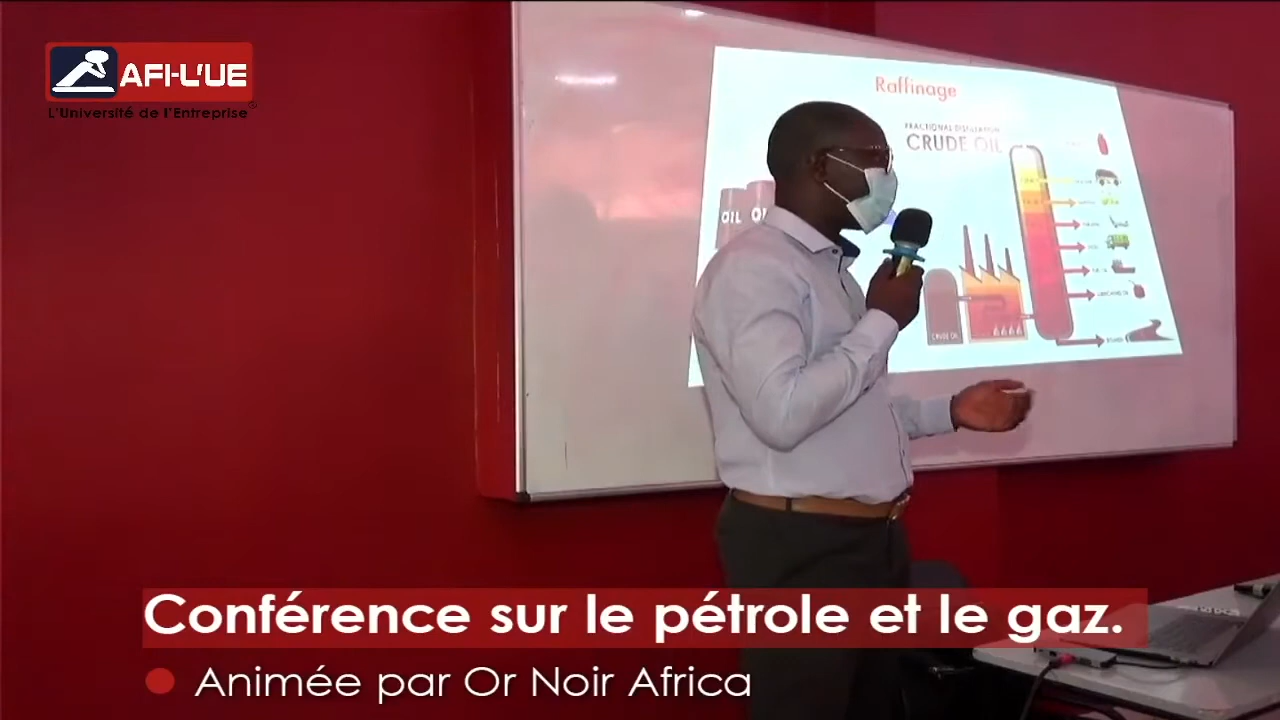 AFI-L'UE
L'Université de l'Entreprise®
Raffinage
FRACTIONAL DISTILLATION
CRUDE OIL
OIL
CRUDE OIL
Conférence sur le pétrole et le gaz.
Animée par Or Noir Africa